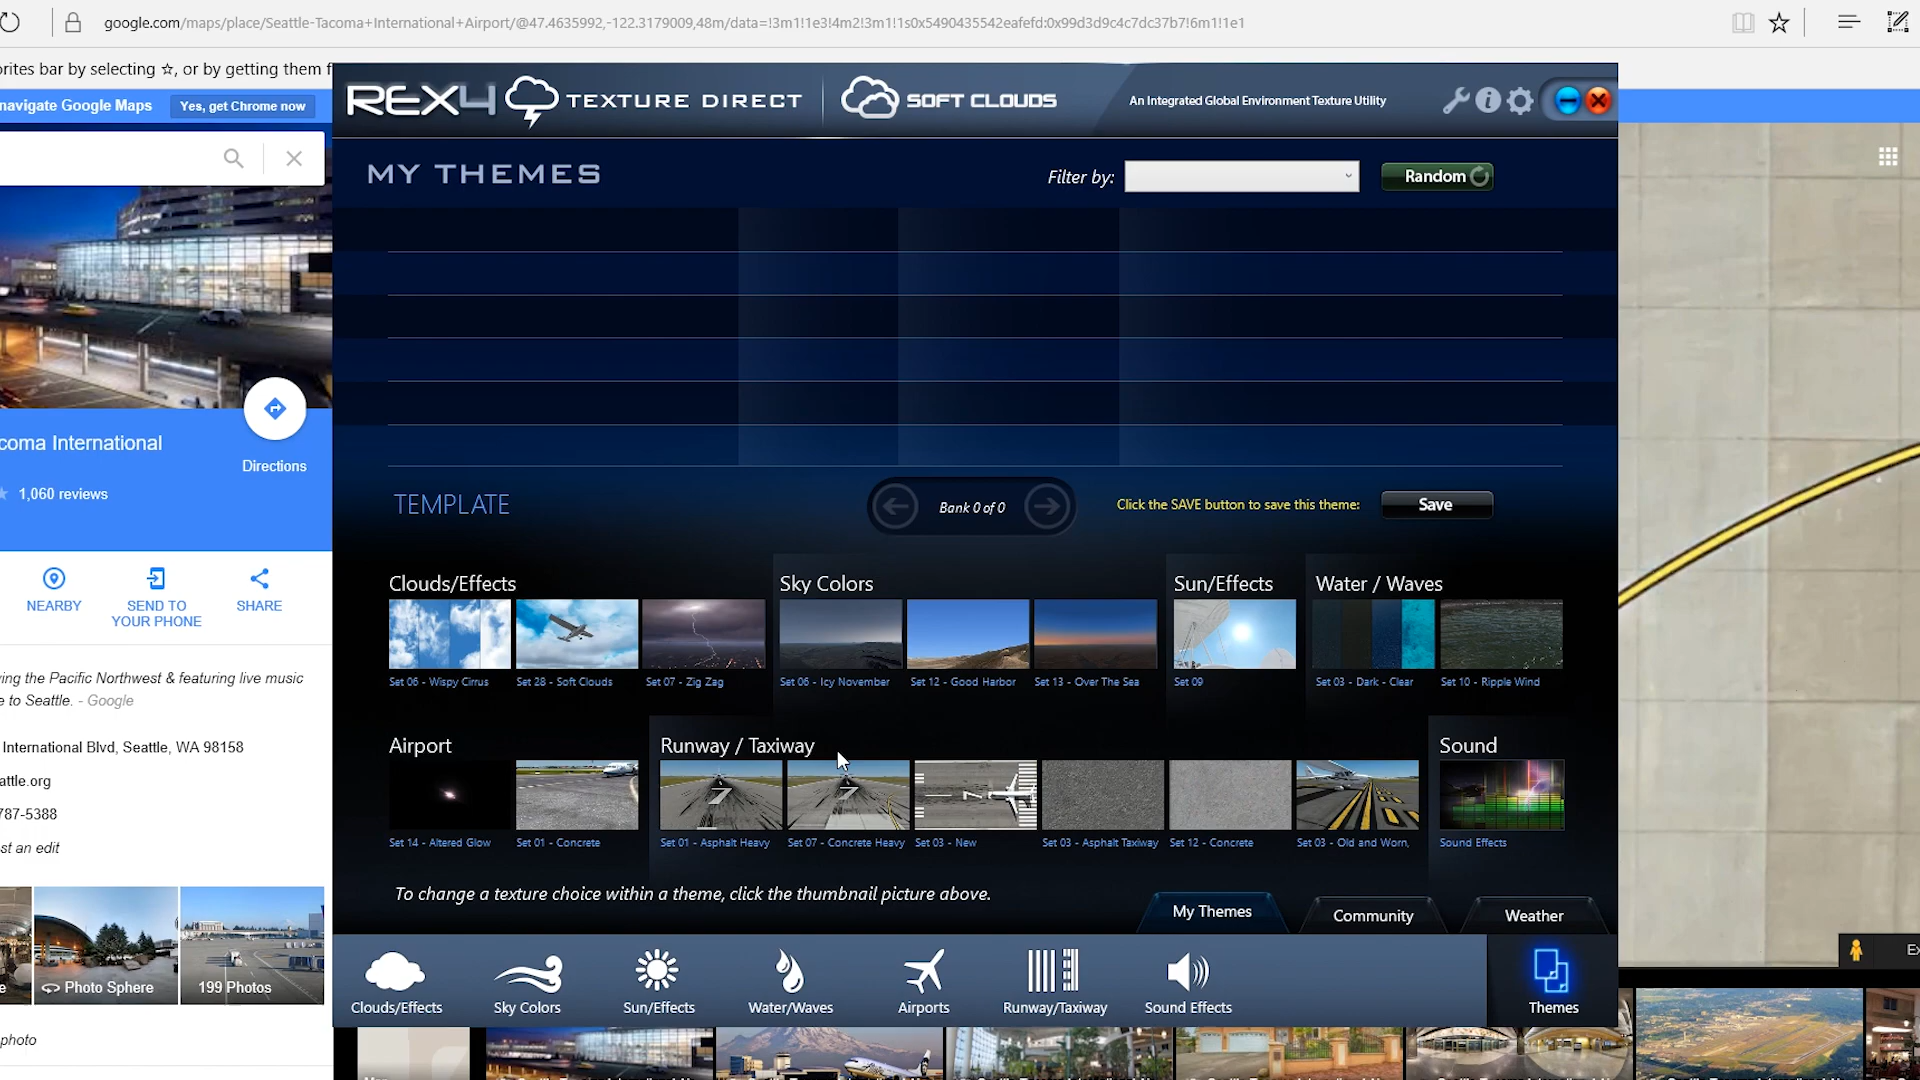 google.com/maps/place/Seattle-Tacoma+International+Airport/@47.4635992,-122.3179009,48m/data=!3m1!1e3!4m2!3m1!1s0x5490435542eafefd:0x99d3d9c4c7dc37b7!6m1!1e1
rites bar by selecting ☆, or by getting them f
navigate Google Maps
Yes, get Chrome now
coma International
Directions
1,060 reviews
NEARBY
SEND TO
YOUR PHONE
SHARE
ing the Pacific Northwest & featuring live music
e to Seattle. - Google
International Blvd, Seattle, WA 98158
attle.org
787-5388
st an edit
Photo Sphere
199 Photos
photo
REX4 TEXTURE DIRECT
SOFT CLOUDS
An Integrated Global Environment Texture Utility
MY THEMES
Filter by:
Random
TEMPLATE
Bank 0 of 0
Click the SAVE button to save this theme:
Save
Clouds/Effects
Sky Colors
Sun/Effects
Water / Waves
Set 06 - Wispy Cirrus
Set 28 - Soft Clouds
Set 07 - Zig Zag
Set 06 - Icy November
Set 12 - Good Harbor
Set 13 - Over The Sea
Set 09
Set 03 - Dark - Clear
Set 10 - Ripple Wind
Airport
Runway / Taxiway
Sound
Set 14 - Altered Glow
Set 01 - Concrete
Set 01 - Asphalt Heavy
Set 07 - Concrete Heavy
Set 03 - New
Set 03 - Asphalt Taxiway
Set 12 - Concrete
Set 03 - Old and Worn,
Sound Effects
To change a texture choice within a theme, click the thumbnail picture above.
My Themes
Community
Weather
Clouds/Effects
Sky Colors
Sun/Effects
Water/Waves
Airports
Runway/Taxiway
Sound Effects
Themes